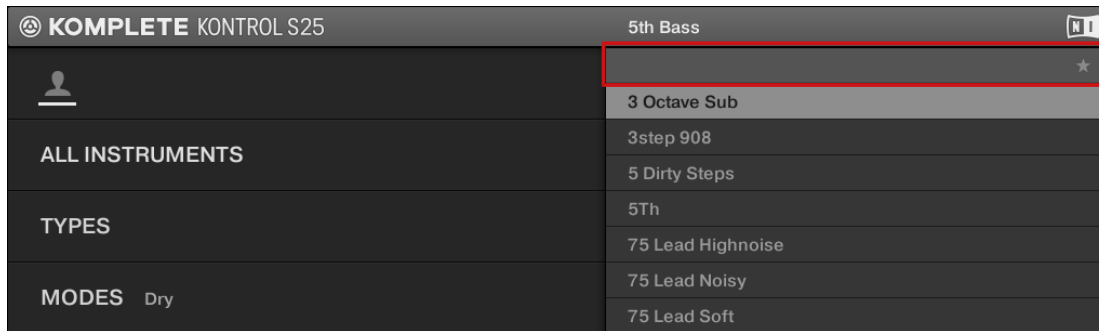 KOMPLETE KONTROL S25
ALL INSTRUMENTS
TYPES
MODES Dry
5th Bass
NI
3 Octave Sub
3step 908
5 Dirty Steps
5Th
75 Lead Highnoise
75 Lead Noisy
75 Lead Soft